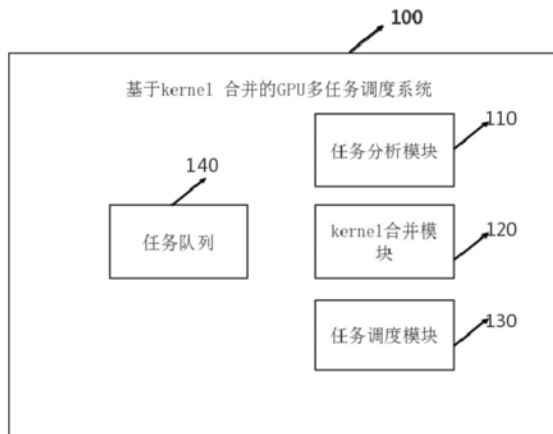 100
基于kernel 合并的GPU多任务调度系统
110
任务分析模块
140
任务队列
120
kernel合并模
块
130
任务调度模块